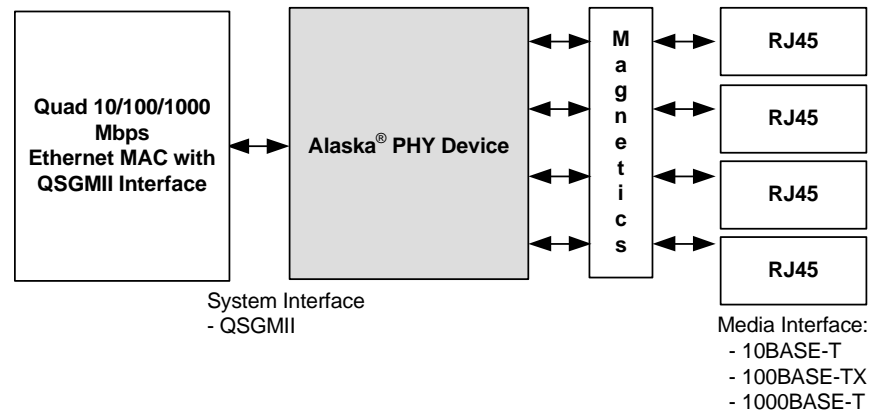 Quad 10/100/1000
Mbps
Ethernet MAC with
QSGMII Interface
Alaska® PHY Device
M
a
g
n
e
t
i
c
s
RJ45
RJ45
RJ45
RJ45
System Interface
- QSGMII
Media Interface:
- 10BASE-T
- 100BASE-TX
- 1000BASE-T